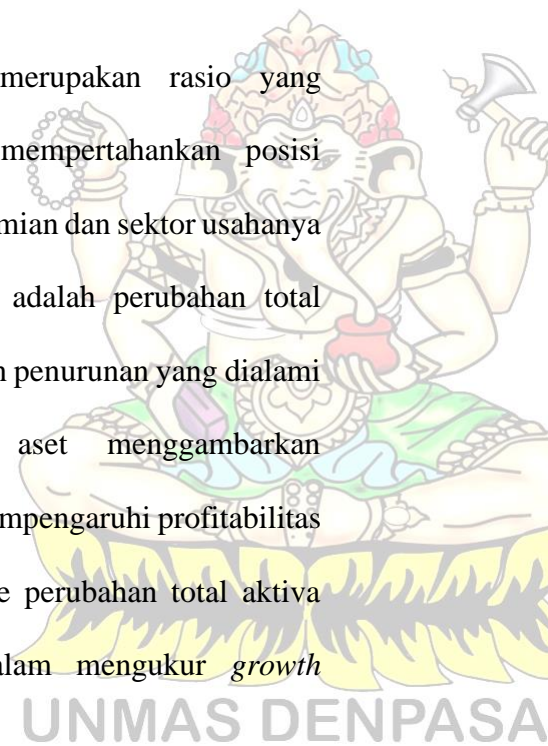 merupakan rasio yang
mempertahankan posisi
mian dan sektor usahanya
adalah perubahan total
n penurunan yang dialami
aset menggambarkan
mpengaruhi profitabilitas
e perubahan total aktiva
alam mengukur growth
UNMAS DENPASA